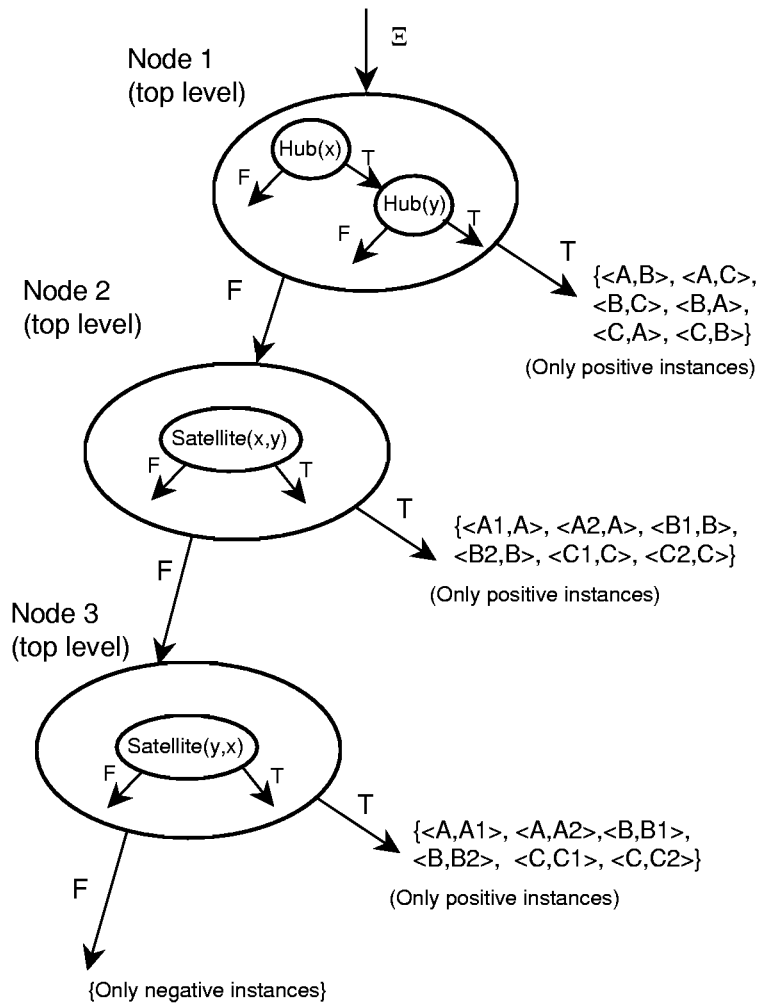 Ξ
Node 1
(top level)
Hub(x)
T
F
Hub(y)
T
F
T
{<A,B>, <A,C>,
<B,C>, <B,A>,
<C,A>, <C,B>}
(Only positive instances)
F
Node 2
(top level)
Satellite(x,y)
F
T
T
{<A1,A>, <A2,A>, <B1,B>,
<B2,B>, <C1,C>, <C2,C>}
(Only positive instances)
F
Node 3
(top level)
Satellite(y,x)
F
T
T
{<A,A1>, <A,A2>,<B,B1>,
<B,B2>, <C,C1>, <C,C2>}
(Only positive instances)
F
{Only negative instances}